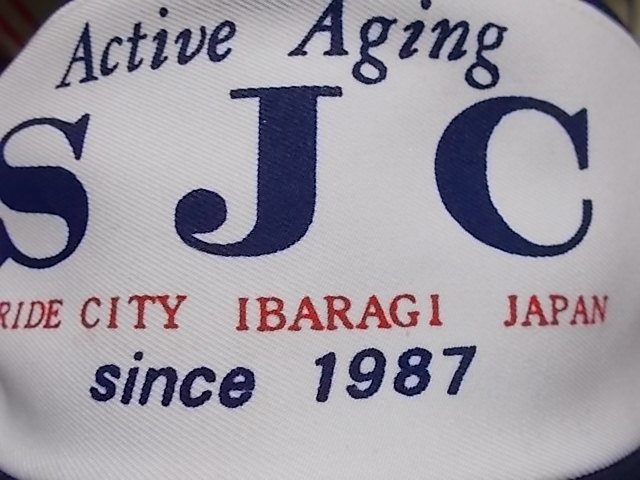 Active Aging
SJC
RIDE CITY IBARAGI JAPAN
since 1987